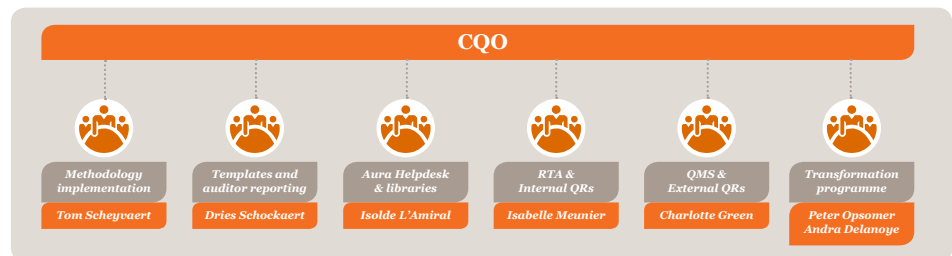 CQO
Methodology
implementation
Tom Scheyvaert
Templates and
auditor reporting
Dries Schockaert
Aura Helpdesk
& libraries
Isolde L'Amiral
RTA &
Internal QRs
Isabelle Meunier
QMS &
External QRs
Charlotte Green
Transformation
programme
Peter Opsomer
Andra Delanoye